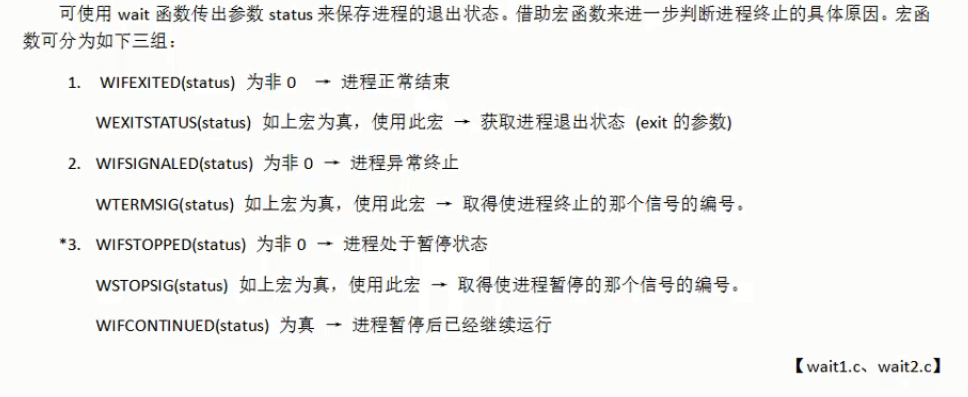 可使用 wait 函数传出参数 status 来保存进程的退出状态。借助宏函数来进一步判断进程终止的具体原因。宏函
数可分为如下三组：
1. WIFEXITED(status) 为非 0 → 进程正常结束
WEXITSTATUS(status) 如上宏为真，使用此宏 → 获取进程退出状态 (exit 的参数)
2. WIFSIGNALED(status) 为非 0 → 进程异常终止
WTERMSIG(status) 如上宏为真，使用此宏 → 取得使进程终止的那个信号的编号。
*3. WIFSTOPPED(status) 为非 0 → 进程处于暂停状态
WSTOPSIG(status) 如上宏为真，使用此宏 → 取得使进程暂停的那个信号的编号。
WIFCONTINUED(status) 为真 → 进程暂停后已经继续运行
【wait1.c、wait2.c】